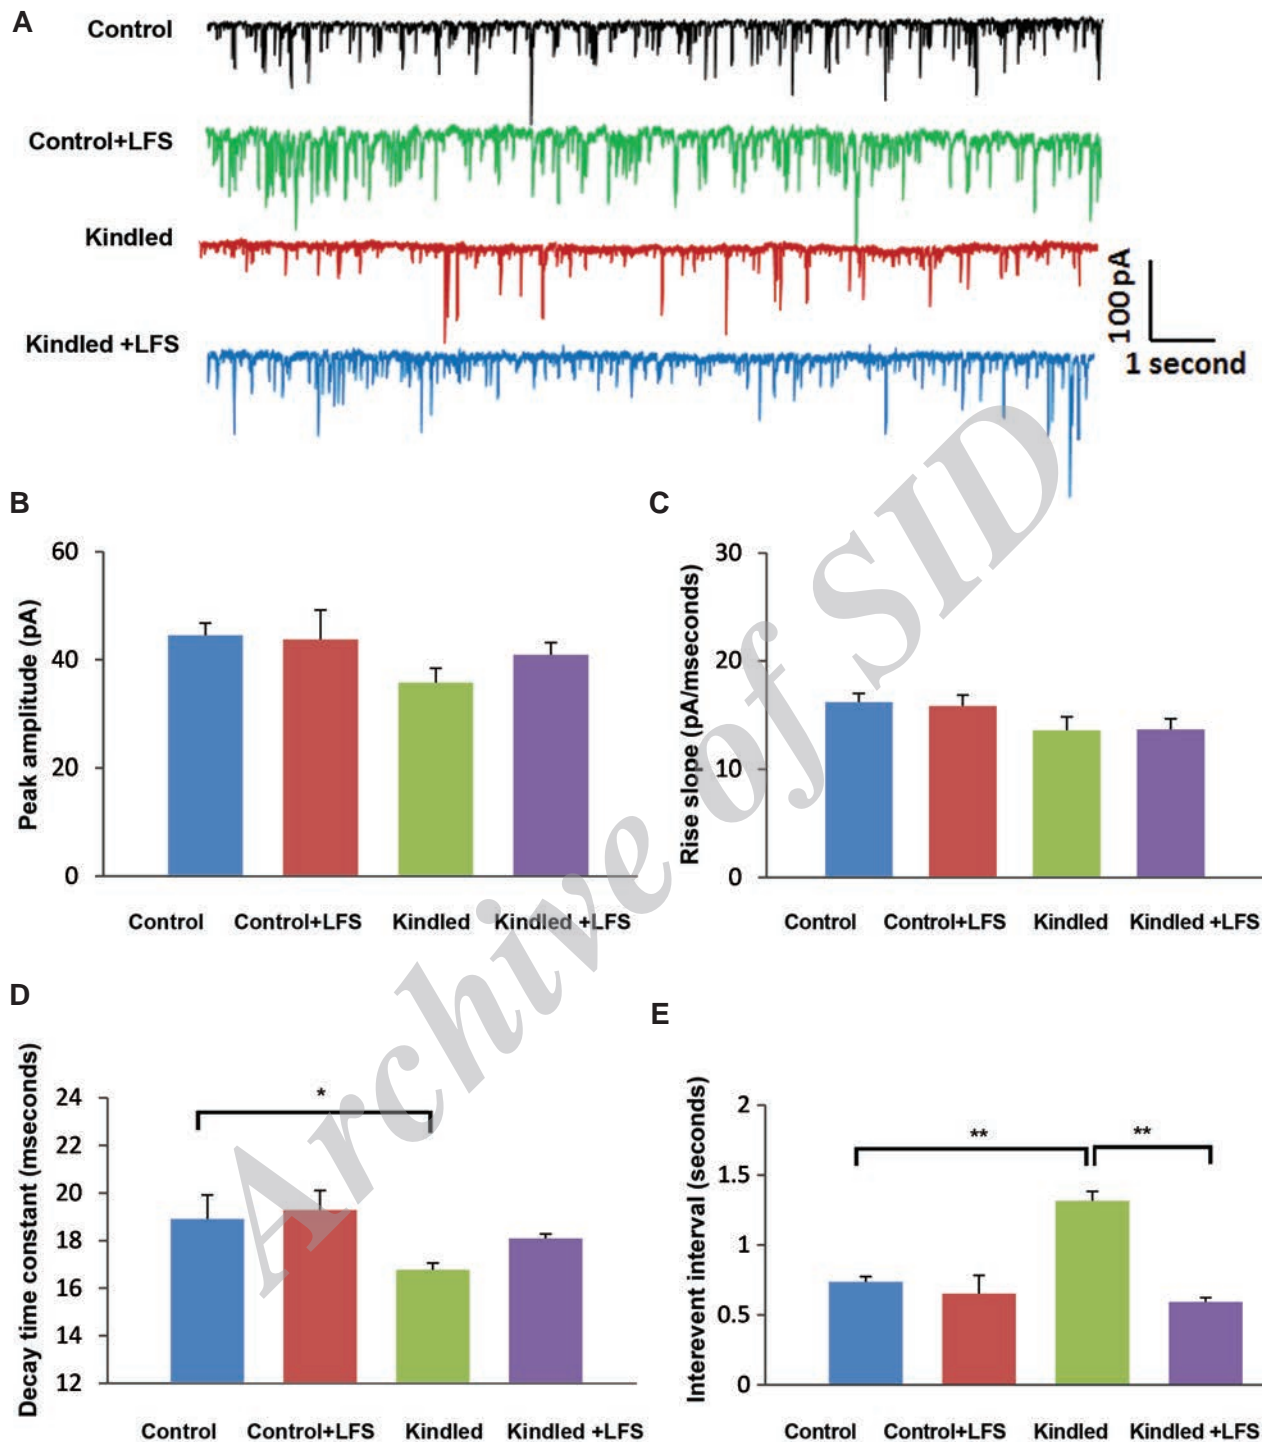 A
Control
Control+LFS
Kindled
Kindled +LFS
100 pA
1 second
B
Peak amplitude (pA)
60
40
20
0
Control Control+LFS Kindled Kindled +LFS
C
Rise slope (pA/mseconds)
30
20
10
0
Control Control+LFS Kindled Kindled +LFS
D
Decay time constant (mseconds)
24
22
20
18
16
14
12
*
Control Control+LFS Kindled Kindled +LFS
E
Interevent interval (seconds)
2
1.5
1
0.5
0
** **
Control Control+LFS Kindled Kindled +LFS
Archive of SID